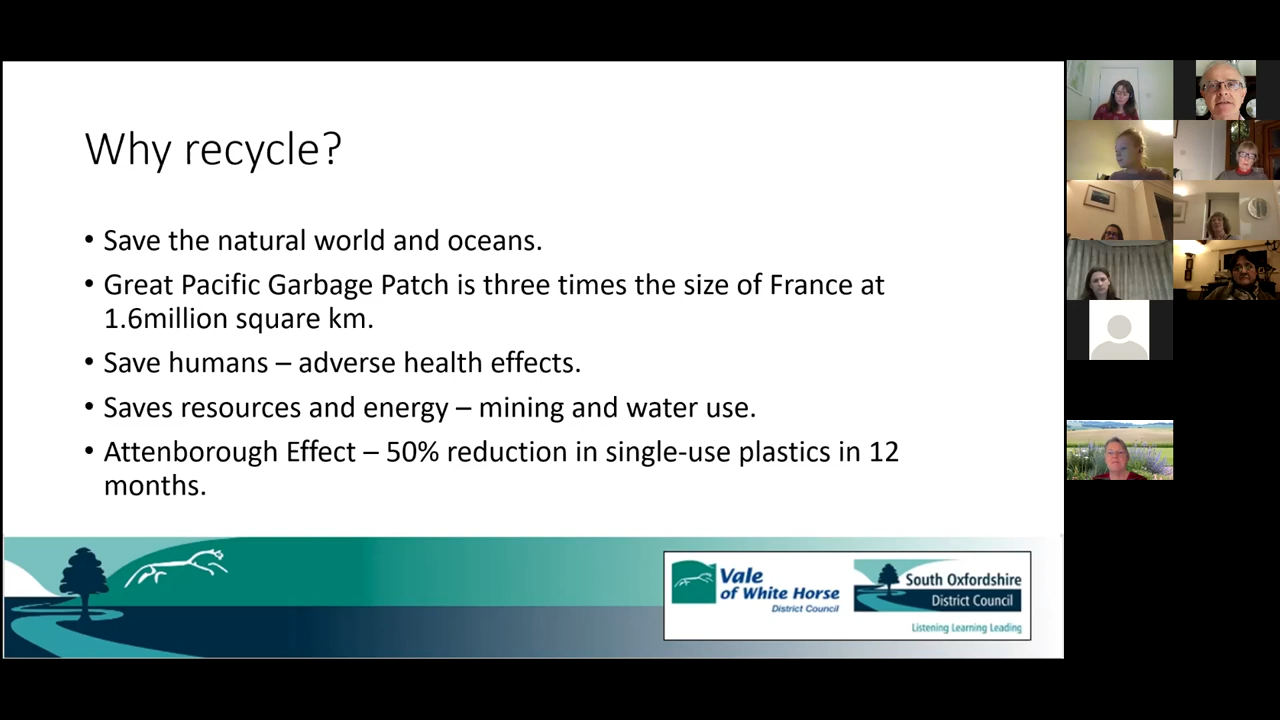 Why recycle?
• Save the natural world and oceans.
• Great Pacific Garbage Patch is three times the size of France at
1.6million square km.
• Save humans – adverse health effects.
• Saves resources and energy – mining and water use.
• Attenborough Effect – 50% reduction in single-use plastics in 12
months.
Vale
of White Horse
District Council
South Oxfordshire
District Council
Listening Learning Leading